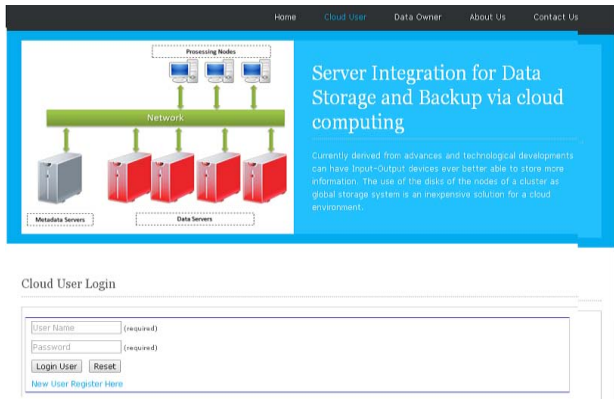 Home Cloud User Data Owner About Us Contact Us
Processing Nodes
Network
Metadata Servers
Data Servers
Server Integration for Data
Storage and Backup via cloud
computing
Currently derived from advances and technological developments
can have Input-Output devices ever better able to store more
information. The use of the disks of the nodes of a cluster as
global storage system is an inexpensive solution for a cloud
environment.
Cloud User Login
User Name (required)
Password (required)
Login User Reset
New User Register Here